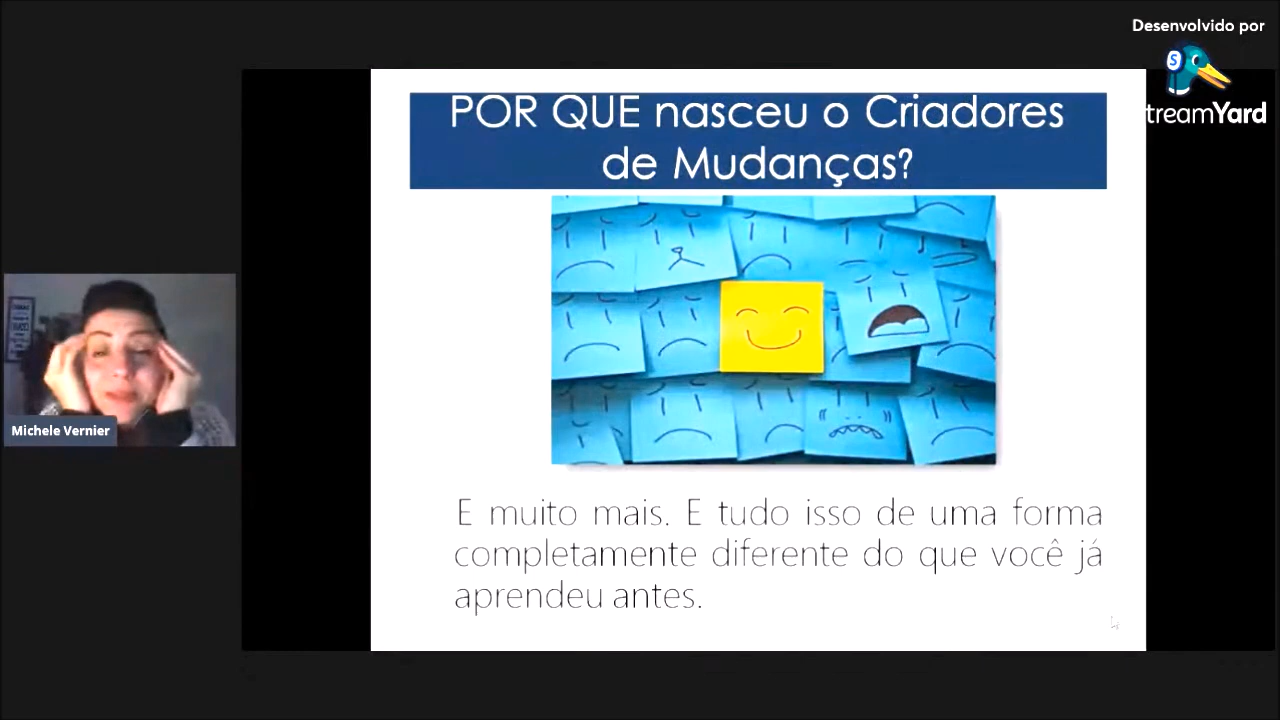 Desenvolvido por
treamYard
POR QUE nasceu o Criadores
de Mudanças?
Michele Vernier
E muito mais. E tudo isso de uma forma
completamente diferente do que você já
aprendeu antes.